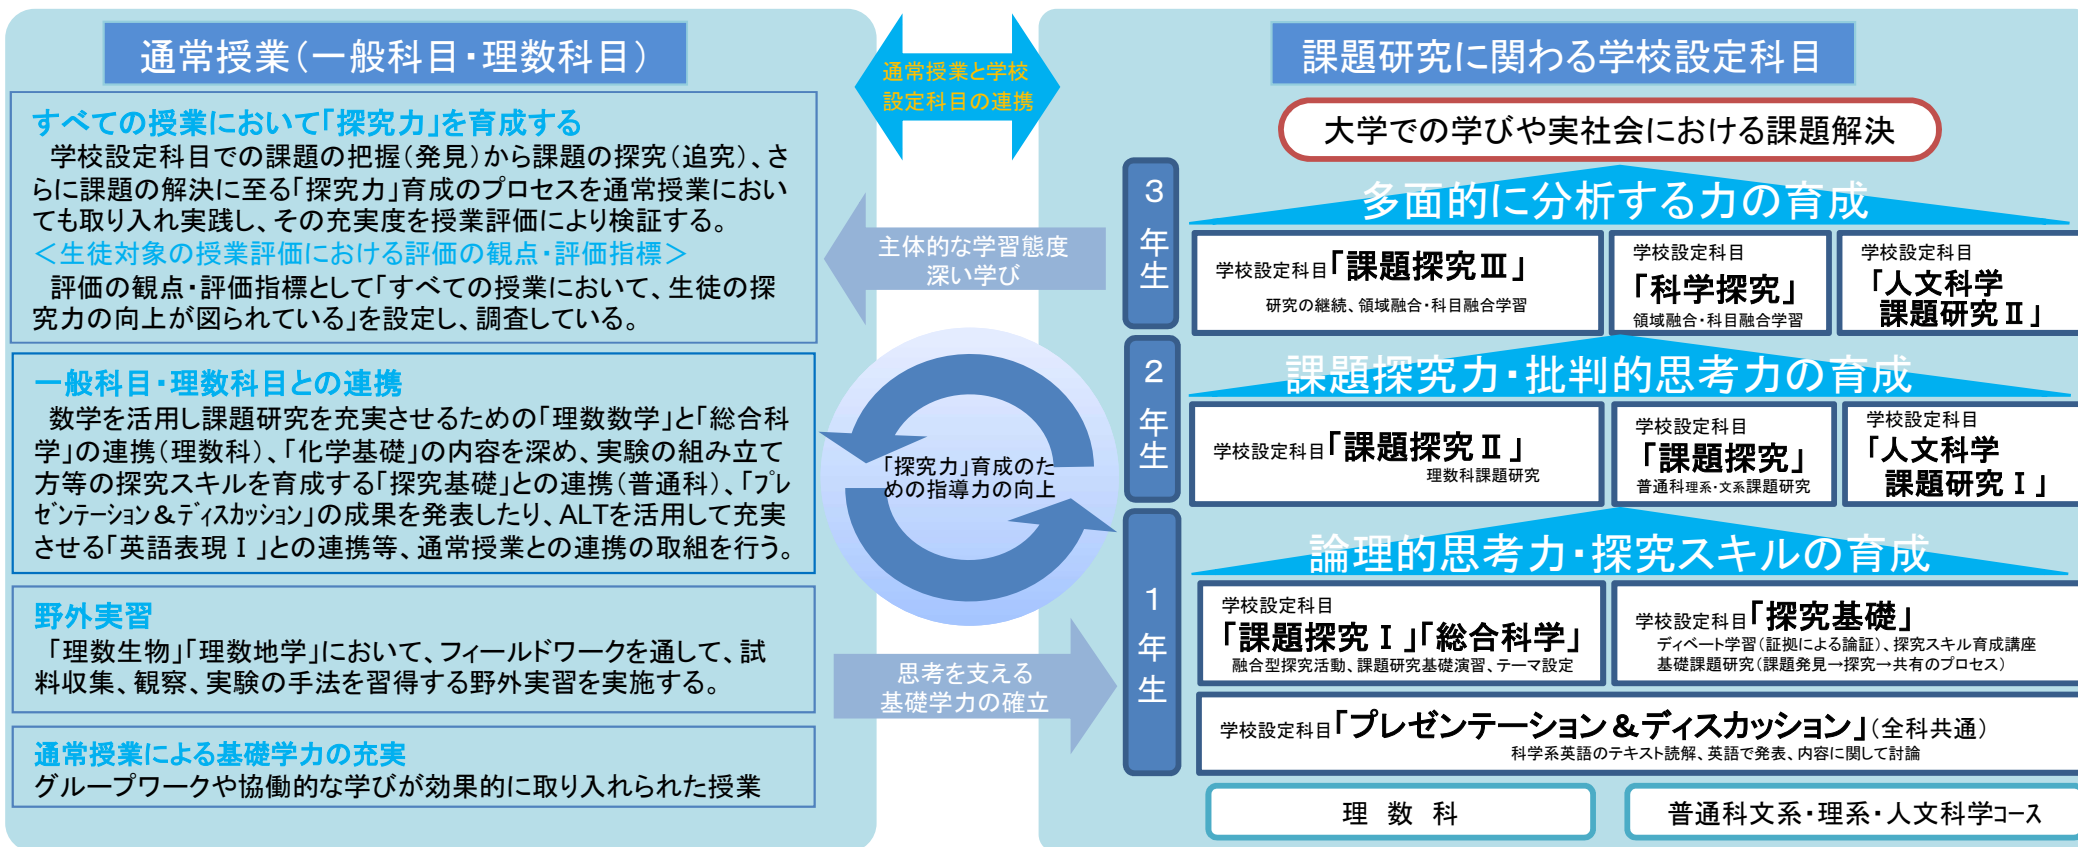 通常授業（一般科目・理数科目）
すべての授業において「探究力」を育成する
学校設定科目での課題の把握（発見）から課題の探究（追究）、さ
らに課題の解決に至る「探究力」育成のプロセスを通常授業におい
ても取り入れ実践し、その充実度を授業評価により検証する。
＜生徒対象の授業評価における評価の観点・評価指標＞
評価の観点・評価指標として「すべての授業において、生徒の探
究力の向上が図られている」を設定し、調査している。
一般科目・理数科目との連携
数学を活用し課題研究を充実させるための「理数数学」と「総合科
学」の連携（理数科）、「化学基礎」の内容を深め、実験の組み立て
方等の探究スキルを育成する「探究基礎」との連携（普通科）、「プレ
ゼンテーション＆ディスカッション」の成果を発表したり、ALTを活用して充実
させる「英語表現Ⅰ」との連携等、通常授業との連携の取組を行う。
野外実習
「理数生物」「理数地学」において、フィールドワークを通して、試
料収集、観察、実験の手法を習得する野外実習を実施する。
通常授業による基礎学力の充実
グループワークや協働的な学びが効果的に取り入れられた授業
通常授業と学校
設定科目の連携
主体的な学習態度
深い学び
「探究力」育成のた
めの指導力の向上
思考を支える
基礎学力の確立
課題研究に関わる学校設定科目
大学での学びや実社会における課題解決
3年生
多面的に分析する力の育成
学校設定科目「課題探究Ⅲ」
研究の継続、領域融合・科目融合学習
学校設定科目
「科学探究」
領域融合・科目融合学習
学校設定科目
「人文科学
課題研究Ⅱ」
2年生
課題探究力・批判的思考力の育成
学校設定科目「課題探究Ⅱ」
理数科課題研究
学校設定科目
「課題探究」
普通科理系・文系課題研究
学校設定科目
「人文科学
課題研究Ⅰ」
1年生
論理的思考力・探究スキルの育成
学校設定科目
「課題探究Ⅰ」「総合科学」
融合型探究活動、課題研究基礎演習、テーマ設定
学校設定科目「探究基礎」
ディベート学習（証拠による論証）、探究スキル育成講座
基礎課題研究（課題発見→探究→共有のプロセス）
学校設定科目「プレゼンテーション＆ディスカッション」（全科共通）
科学系英語のテキスト読解、英語で発表、内容に関して討論
理 数 科
普通科文系・理系・人文科学コース